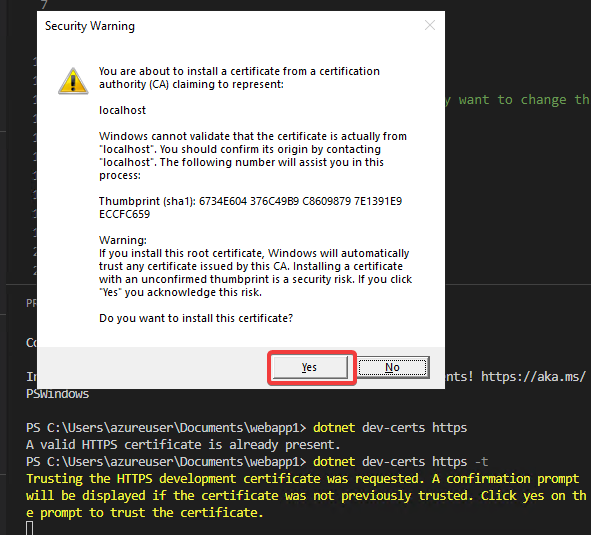 7
Security Warning
You are about to install a certificate from a certification
authority (CA) claiming to represent:
localhost
Windows cannot validate that the certificate is actually from
"localhost". You should confirm its origin by contacting
"localhost". The following number will assist you in this
process:
Thumbprint (sha1): 6734E604 376C49B9 C8609879 7E1391E9
ECCFC659
Warning:
If you install this root certificate, Windows will automatically
trust any certificate issued by this CA. Installing a certificate
with an unconfirmed thumbprint is a security risk. If you click
"Yes" you acknowledge this risk.
Do you want to install this certificate?
Yes
No
y want to change th
nts! https://aka.ms/
PSWindows
PS C:\Users\azureuser\Documents\webapp1> dotnet dev-certs https
A valid HTTPS certificate is already present.
PS C:\Users\azureuser\Documents\webapp1> dotnet dev-certs https -t
Trusting the HTTPS development certificate was requested. A confirmation prompt
will be displayed if the certificate was not previously trusted. Click yes on th
e prompt to trust the certificate.